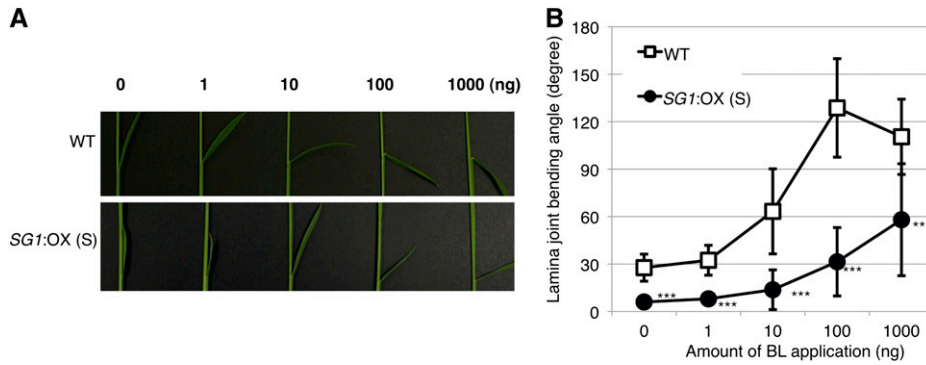 A
0 1 10 100 1000 (ng)
WT
SG1:OX (S)
B
Lamina joint bending angle (degree)
180
150
120
90
60
30
0
WT
SG1:OX (S)
***
***
***
***
**
0 1 10 100 1000
Amount of BL application (ng)